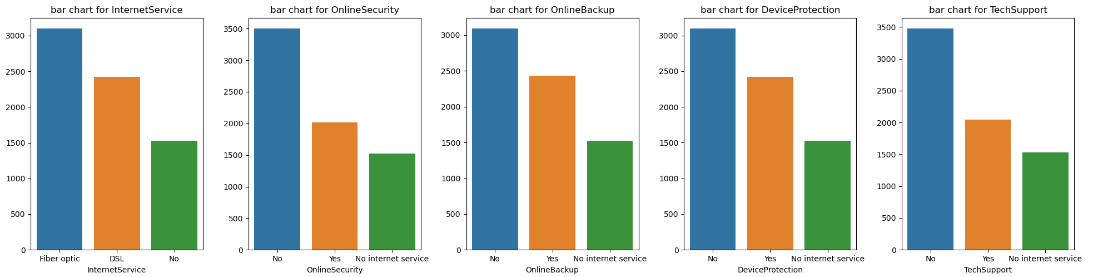 bar chart for InternetService
3000
2500
2000
1500
1000
500
0
Fiber optic
DSL
No
InternetService
bar chart for OnlineSecurity
3500
3000
2500
2000
1500
1000
500
0
No
Yes
No internet service
OnlineSecurity
bar chart for OnlineBackup
3000
2500
2000
1500
1000
500
0
No
Yes
No internet service
OnlineBackup
bar chart for DeviceProtection
3000
2500
2000
1500
1000
500
0
No
Yes
No internet service
DeviceProtection
bar chart for TechSupport
3500
3000
2500
2000
1500
1000
500
0
No
Yes
No internet service
TechSupport